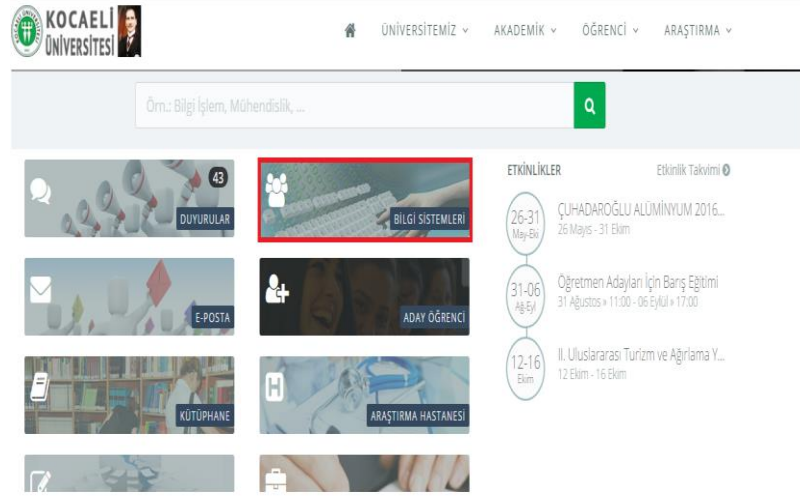 KOCAELİ
ÜNİVERSİTESİ
ÜNİVERSİTEMİZ
AKADEMİK
ÖĞRENCİ
ARAŞTIRMA
Örn.: Bilgi İşlem, Mühendislik, ...
43
DUYURULAR
BİLGİ SİSTEMLERİ
E-POSTA
ADAY ÖĞRENCİ
KÜTÜPHANE
H
ARAŞTIRMA HASTANESİ
ETKİNLİKLER
Etkinlik Takvimi
26-31
May-Eki
ÇUHADAROĞLU ALÜMİNYUM 2016...
26 Mayıs - 31 Ekim
31-06
Ağ-Eyl
Öğretmen Adayları İçin Barış Eğitimi
31 Ağustos » 11:00 - 06 Eylül » 17:00
12-16
Ekim
II. Uluslararası Turizm ve Ağırlama Y...
12 Ekim - 16 Ekim